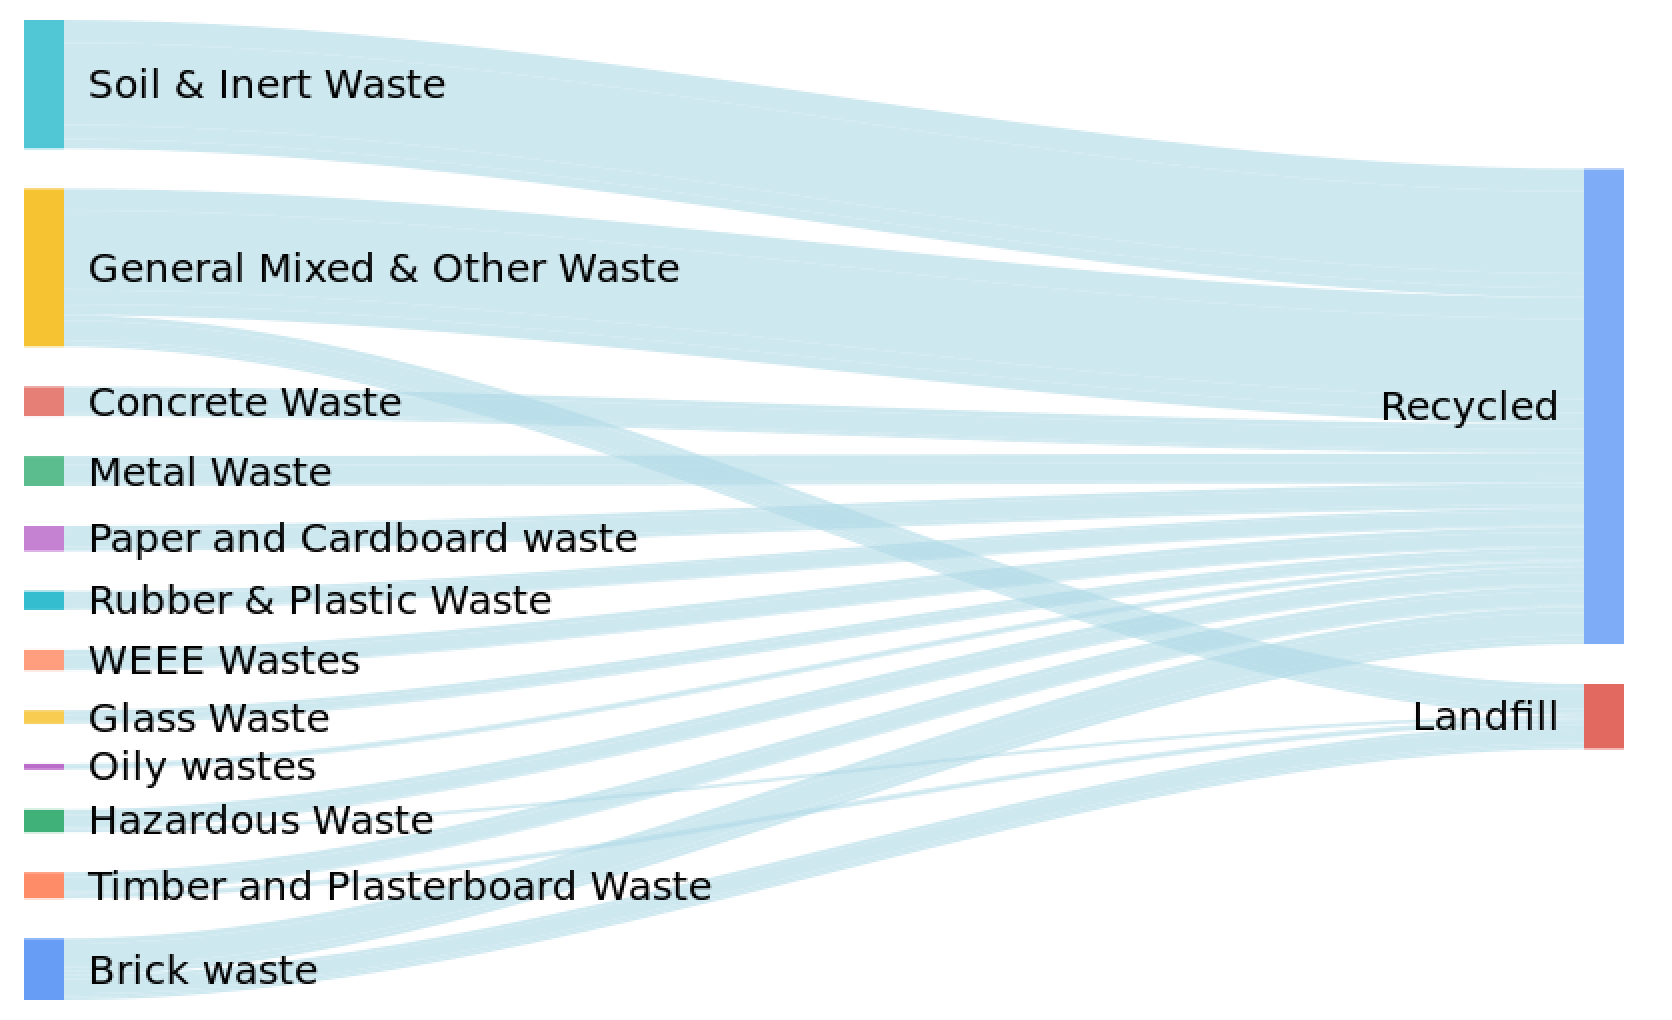 Soil & Inert Waste
General Mixed & Other Waste
Concrete Waste
Recycled
Metal Waste
Paper and Cardboard waste
Rubber & Plastic Waste
WEEE Wastes
Glass Waste
Landfill
Oily wastes
Hazardous Waste
Timber and Plasterboard Waste
Brick waste